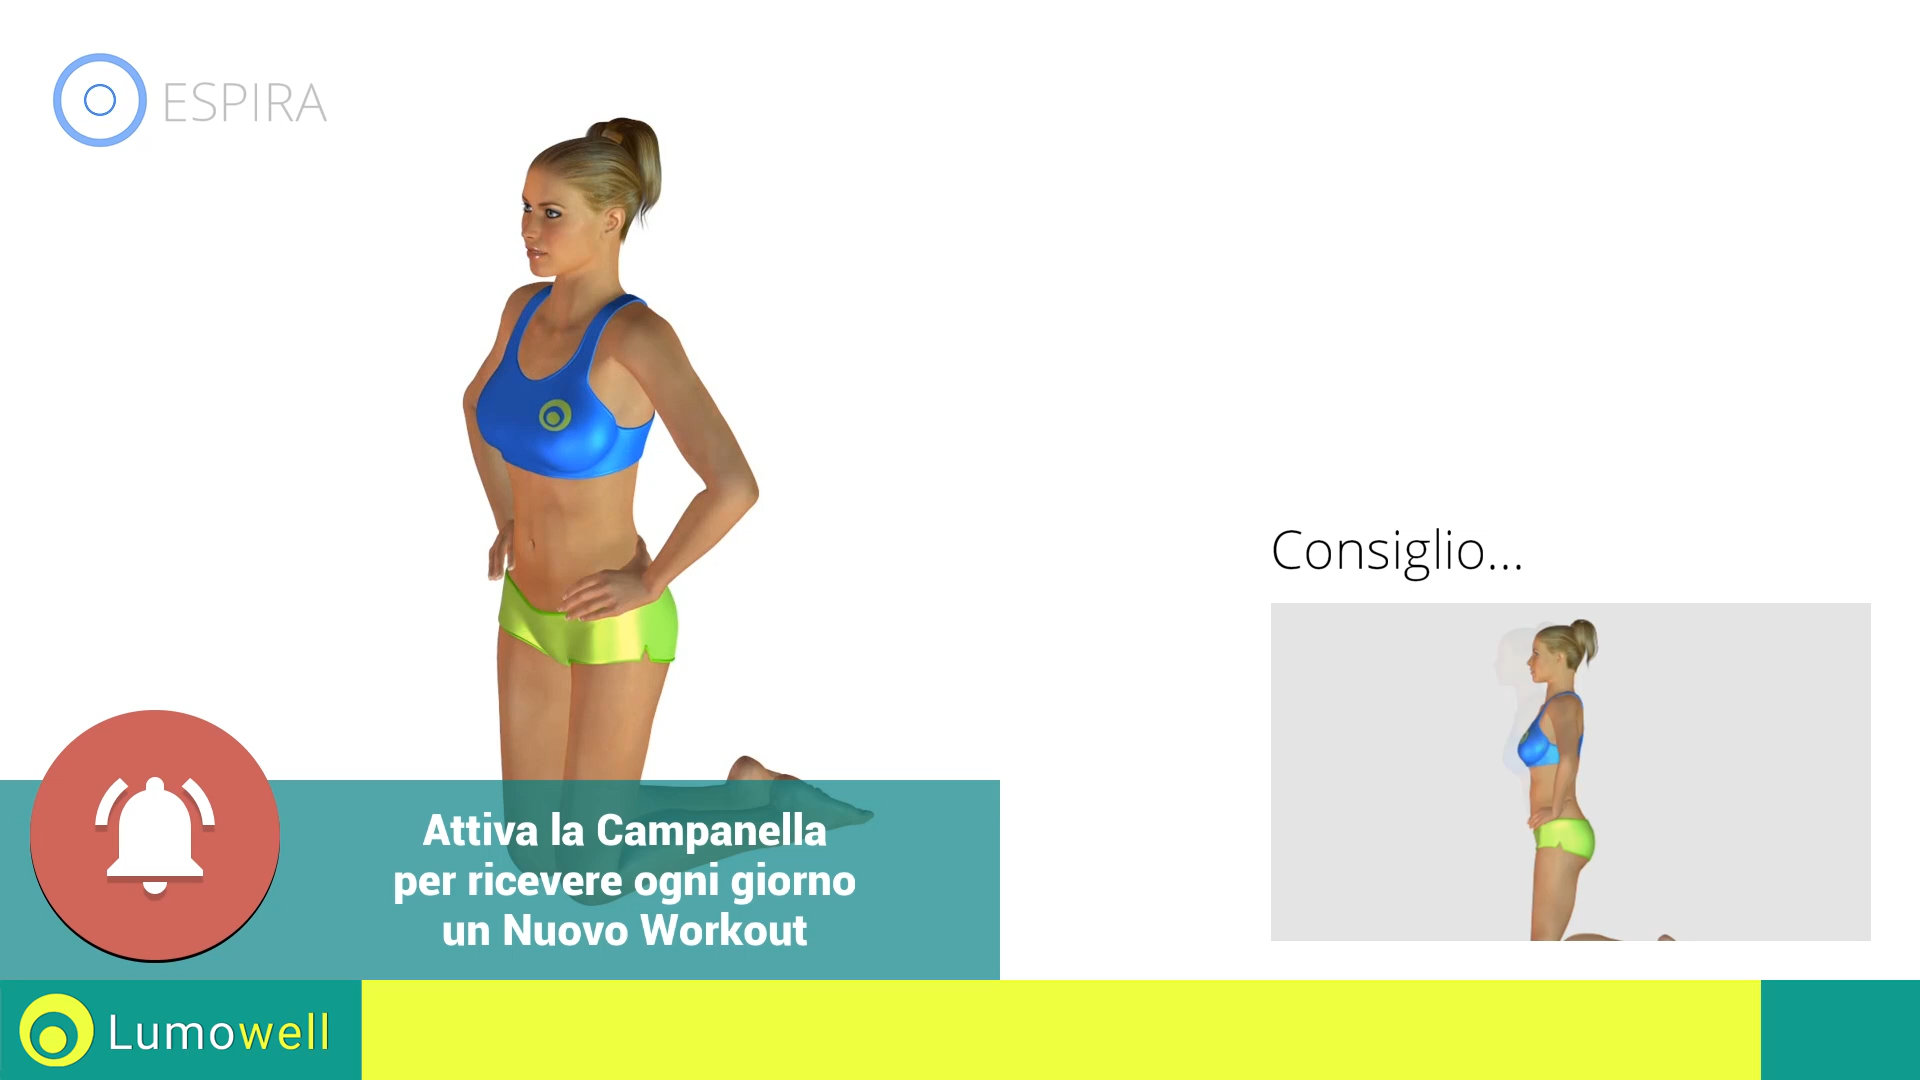 ESPIRA
Consiglio...
Attiva la Campanella
per ricevere ogni giorno
un Nuovo Workout
Lumowell